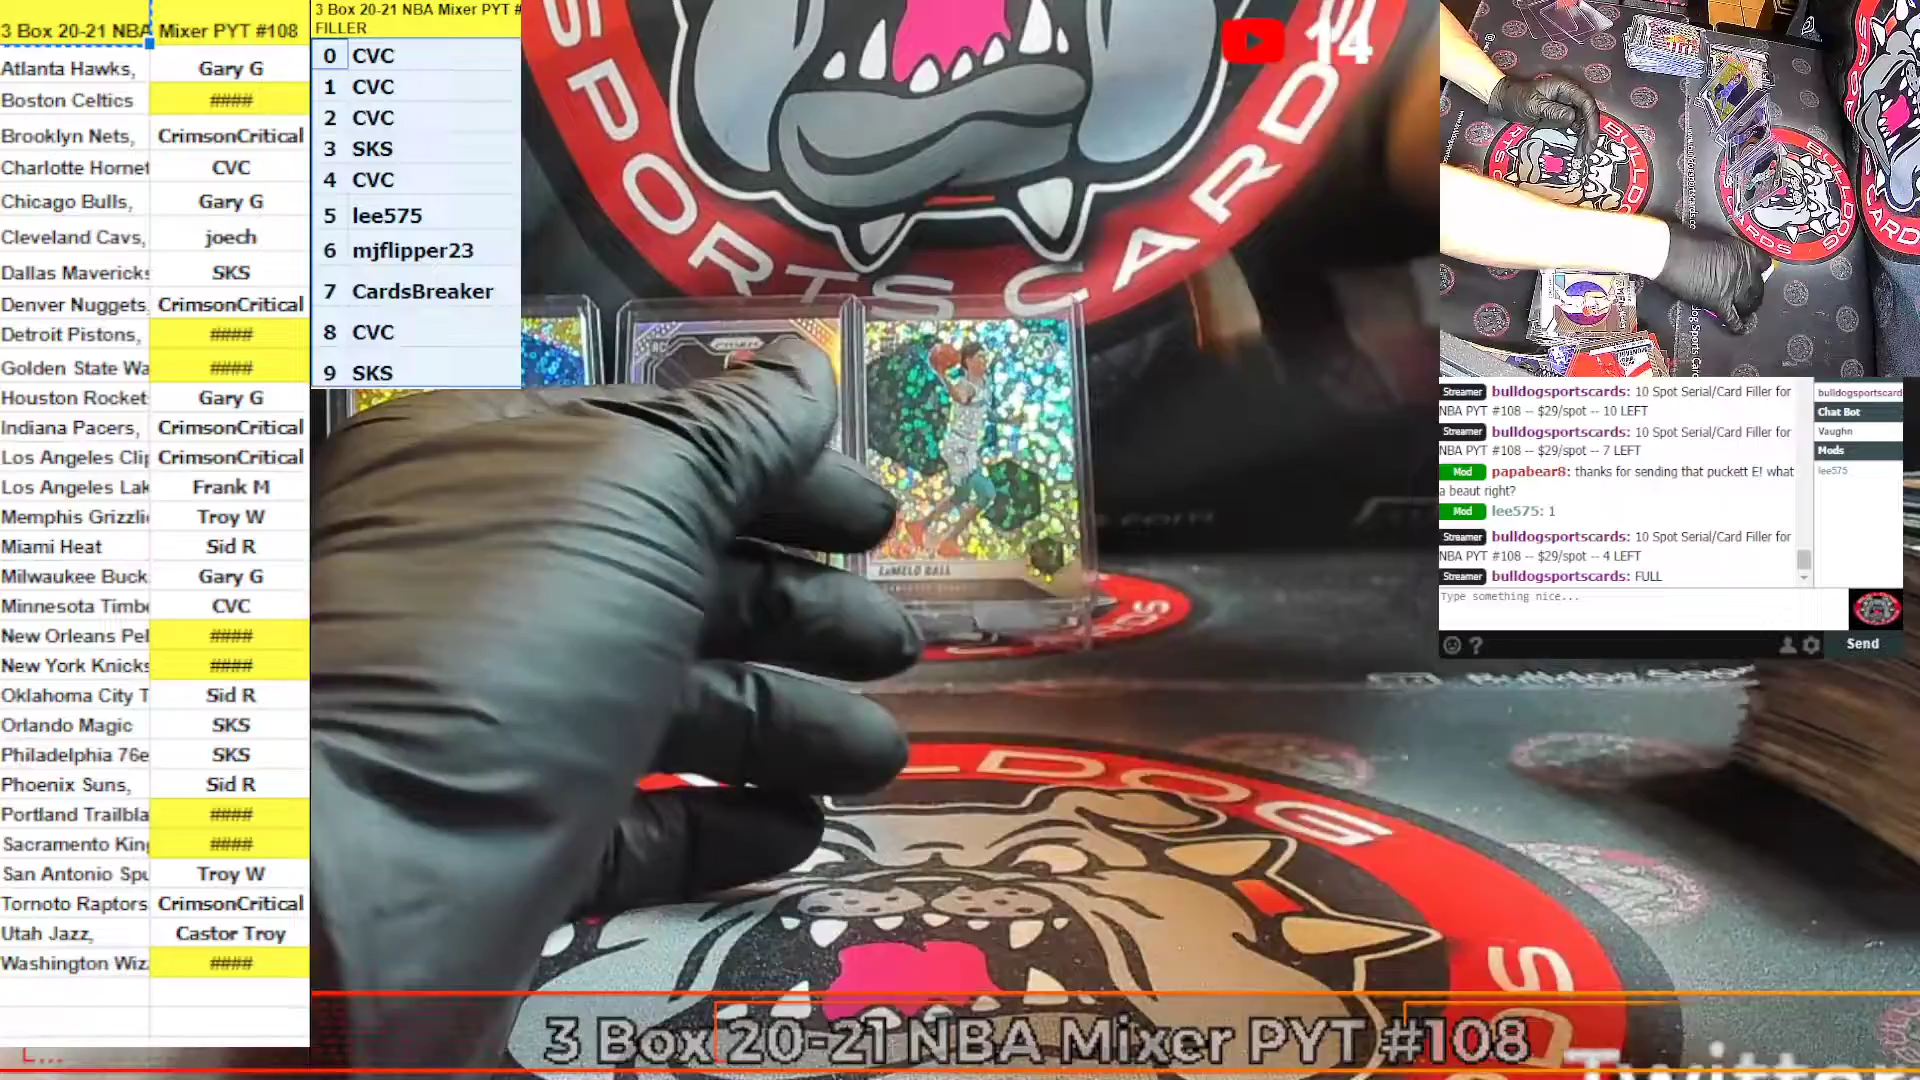 3 Box 20-21 NBA Mixer PYT #108
Atlanta Hawks, Gary G
Boston Celtics ####
Brooklyn Nets, CrimsonCritical
Charlotte Hornet CVC
Chicago Bulls, Gary G
Cleveland Cavs, joech
Dallas Mavericks SKS
Denver Nuggets, CrimsonCritical
Detroit Pistons, ####
Golden State Wa ####
Houston Rocket Gary G
Indiana Pacers, CrimsonCritical
Los Angeles Clip CrimsonCritical
Los Angeles Lak Frank M
Memphis Grizzli Troy W
Miami Heat Sid R
Milwaukee Buck Gary G
Minnesota Timbe CVC
New Orleans Pel ####
New York Knicks ####
Oklahoma City T Sid R
Orlando Magic SKS
Philadelphia 76e SKS
Phoenix Suns, Sid R
Portland Trailbla ####
Sacramento King ####
San Antonio Spu Troy W
Tornoto Raptors CrimsonCritical
Utah Jazz, Castor Troy
Washington Wiz ####
3 Box 20-21 NBA Mixer PYT #
FILLER
0 CVC
1 CVC
2 CVC
3 SKS
4 CVC
5 lee575
6 mjflipper23
7 CardsBreaker
8 CVC
9 SKS
SPORTS CARDS
14
RC
PRIZM
LaMELO BALL
BULLDOG
Streamer bulldogsportscards: 10 Spot Serial/Card Filler for
NBA PYT #108 -- $29/spot -- 10 LEFT
Streamer bulldogsportscards: 10 Spot Serial/Card Filler for
NBA PYT #108 -- $29/spot -- 7 LEFT
Mod papabear8: thanks for sending that puckett E! what
a beaut right?
Mod lee575: 1
Streamer bulldogsportscards: 10 Spot Serial/Card Filler for
NBA PYT #108 -- $29/spot -- 4 LEFT
Streamer bulldogsportscards: FULL
Type something nice...
Send
bulldogsportscard
Chat Bot
Vaughn
Mods
lee575
3 Box 20-21 NBA Mixer PYT #108
Twitter